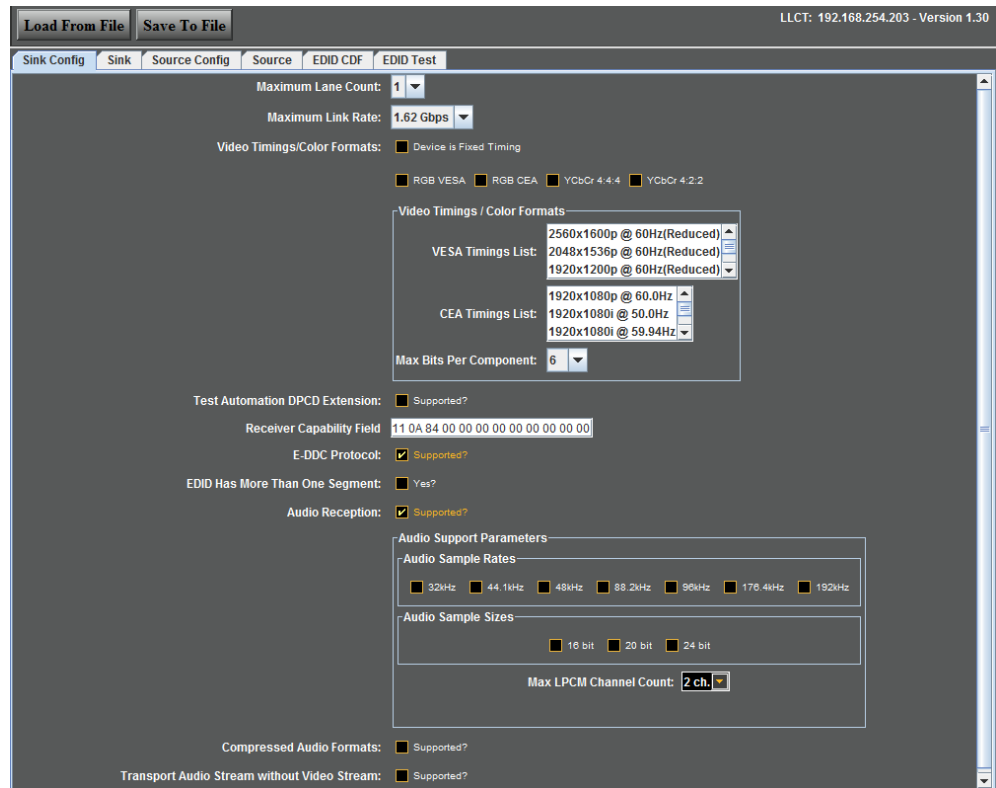 Load From File Save To File LLCT: 192.168.254.203 - Version 1.30
Sink Config Sink Source Config Source EDID CDF EDID Test
Maximum Lane Count: 1
Maximum Link Rate: 1.62 Gbps
Video Timings/Color Formats: Device is Fixed Timing
RGB VESA RGB CEA YCbCr 4:4:4 YCbCr 4:2:2
Video Timings / Color Formats
2560x1600p @ 60Hz(Reduced)
VESA Timings List: 2048x1536p @ 60Hz(Reduced)
1920x1200p @ 60Hz(Reduced)
1920x1080p @ 60.0Hz
CEA Timings List: 1920x1080i @ 50.0Hz
1920x1080i @ 59.94Hz
Max Bits Per Component: 6
Test Automation DPCD Extension: Supported?
Receiver Capability Field 11 0A 84 00 00 00 00 00 00 00 00 00
E-DDC Protocol: Supported?
EDID Has More Than One Segment: Yes?
Audio Reception: Supported?
Audio Support Parameters
Audio Sample Rates
32kHz 44.1kHz 48kHz 88.2kHz 96kHz 176.4kHz 192kHz
Audio Sample Sizes
16 bit 20 bit 24 bit
Max LPCM Channel Count: 2 ch.
Compressed Audio Formats: Supported?
Transport Audio Stream without Video Stream: Supported?